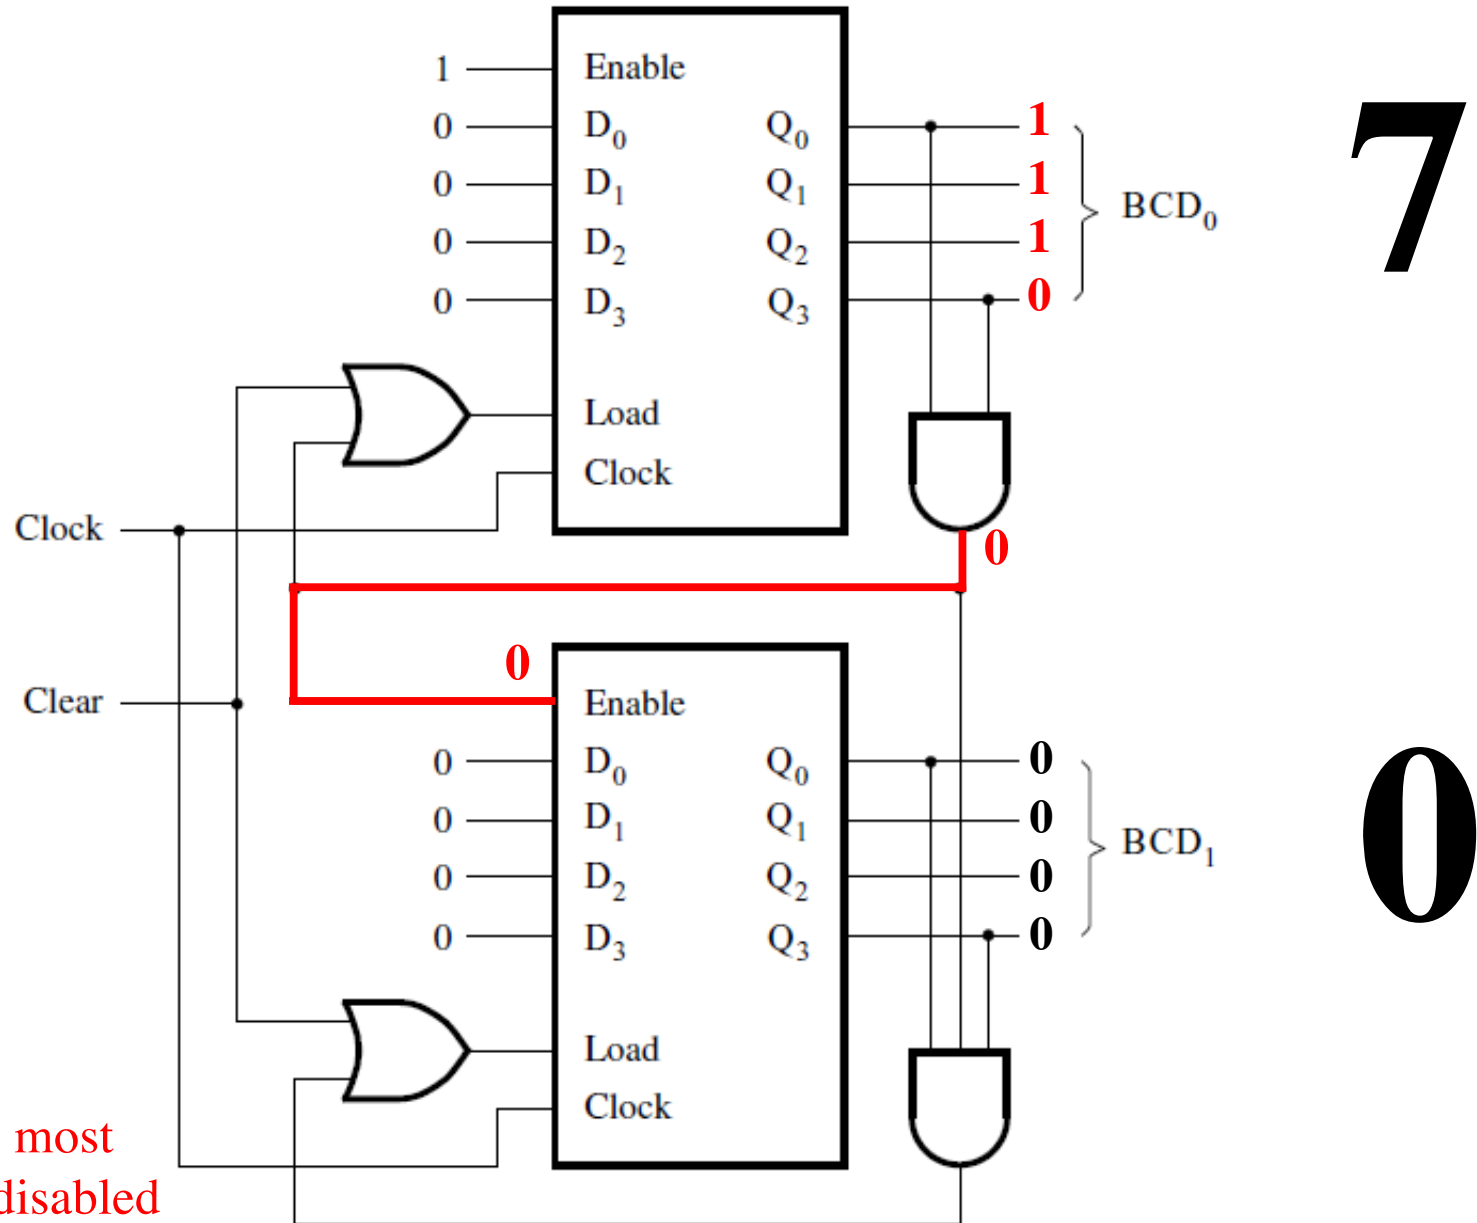 1 Enable
0 D0 Q0 1
0 D1 Q1 1
0 D2 Q2 1
0 D3 Q3 0
BCD0
7
Load
Clock
Clock
0
0
Clear
Enable
0 D0 Q0 0
0 D1 Q1 0
0 D2 Q2 0
0 D3 Q3 0
BCD1
0
Load
Clock
most
disabled